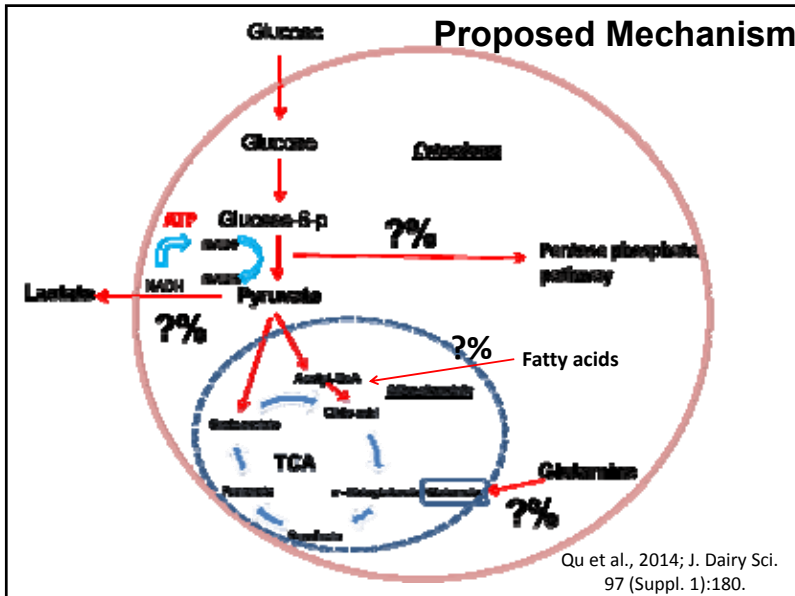 Proposed Mechanism
Glucose
Glucose
Cytoplasm
Glucose-6-p
ATP
?%
Pentose phosphate
pathway
NADH
Lactate
Pyruvate
?%
?%
Fatty acids
Acetyl-CoA
Mitochondria
Citric acid
Oxaloacetate
TCA
Glutamine
Fumarate
Glutamate
?%
Succinate
Qu et al., 2014; J. Dairy Sci.
97 (Suppl. 1):180.